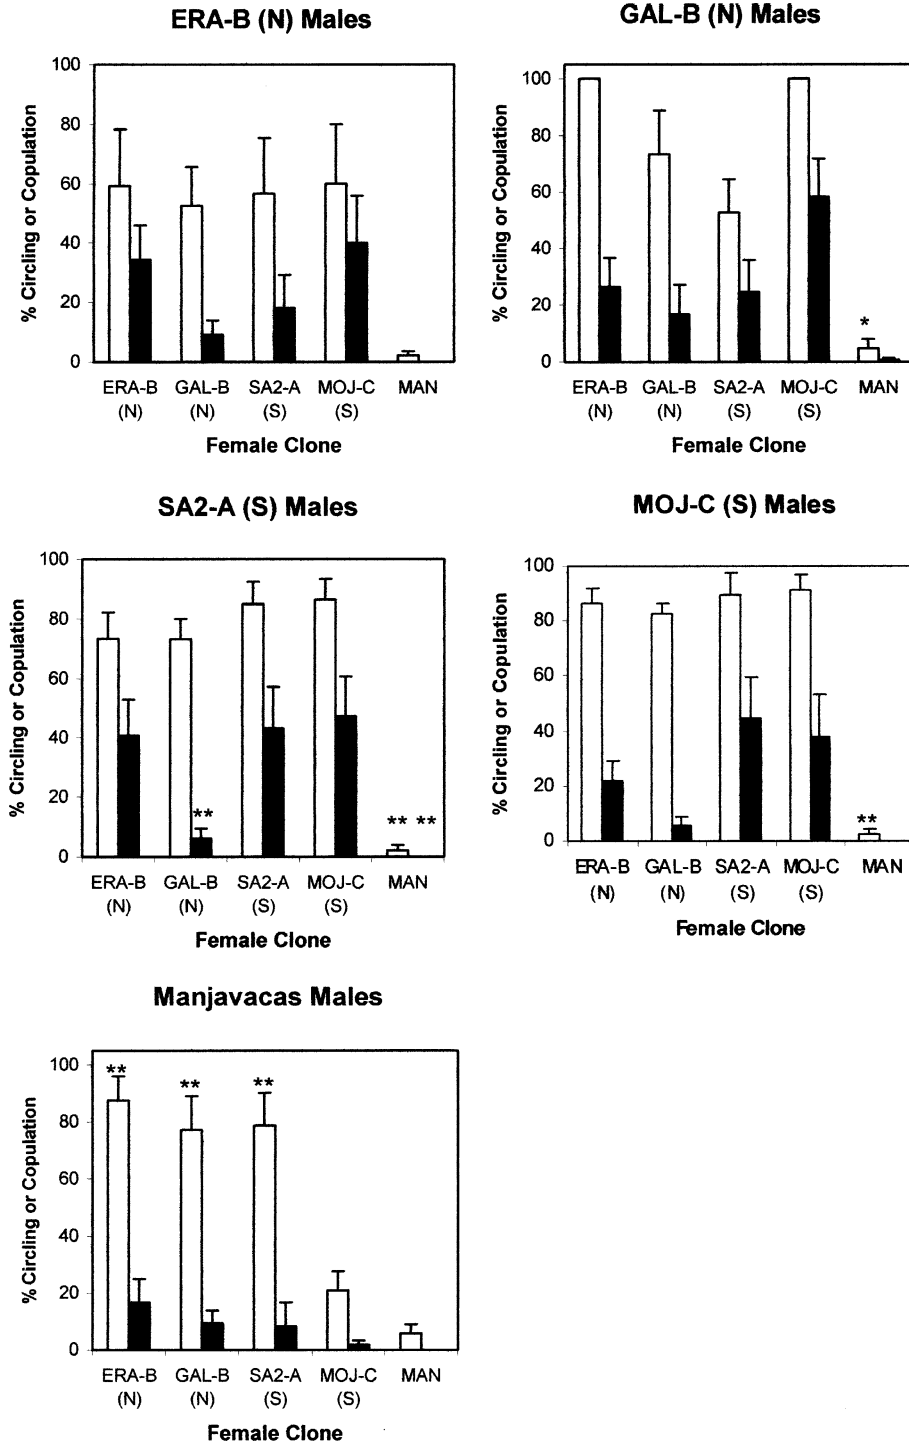 ERA-B (N) Males
% Circling or Copulation
100
80
60
40
20
0
ERA-B GAL-B SA2-A MOJ-C MAN
(N) (N) (S) (S)
Female Clone
GAL-B (N) Males
% Circling or Copulation
100
80
60
40
20
0
*
ERA-B GAL-B SA2-A MOJ-C MAN
(N) (N) (S) (S)
Female Clone
SA2-A (S) Males
% Circling or Copulation
100
80
60
40
20
0
** ** **
ERA-B GAL-B SA2-A MOJ-C MAN
(N) (N) (S) (S)
Female Clone
MOJ-C (S) Males
% Circling or Copulation
100
80
60
40
20
0
**
ERA-B GAL-B SA2-A MOJ-C MAN
(N) (N) (S) (S)
Female Clone
Manjavacas Males
% Circling or Copulation
100
80
60
40
20
0
** ** **
ERA-B GAL-B SA2-A MOJ-C MAN
(N) (N) (S) (S)
Female Clone